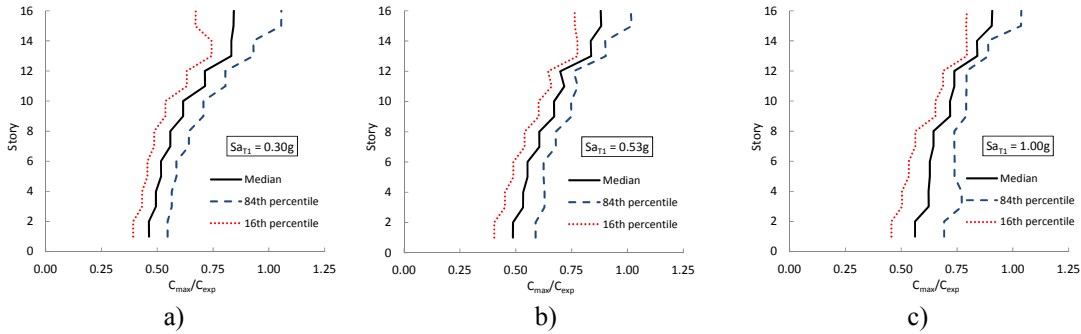 16
14
12
10
8
6
4
2
0
Story
0.00 0.25 0.50 0.75 1.00 1.25
Cmax/Cexp
SaT1 = 0.30g
Median
84th percentile
16th percentile
a)
16
14
12
10
8
6
4
2
0
Story
0.00 0.25 0.50 0.75 1.00 1.25
Cmax/Cexp
SaT1 = 0.53g
Median
84th percentile
16th percentile
b)
16
14
12
10
8
6
4
2
0
Story
0.00 0.25 0.50 0.75 1.00 1.25
Cmax/Cexp
SaT1 = 1.00g
Median
84th percentile
16th percentile
c)